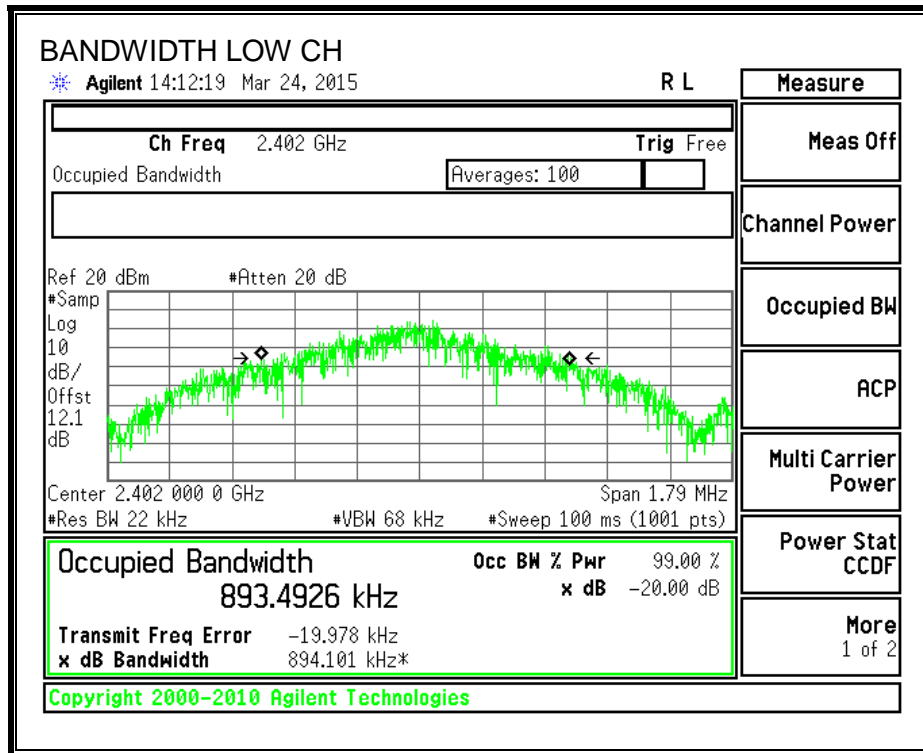 BANDWIDTH LOW CH
Agilent 14:12:19 Mar 24, 2015 R L
Measure
Ch Freq 2.402 GHz Trig Free
Meas Off
Occupied Bandwidth Averages: 100
Channel Power
Ref 20 dBm #Atten 20 dB
#Samp
Log
10
dB/
Offst
12.1
dB
Occupied BW
ACP
Multi Carrier
Power
Center 2.402 000 0 GHz Span 1.79 MHz
#Res BW 22 kHz #VBW 68 kHz #Sweep 100 ms (1001 pts)
Power Stat
CCDF
Occupied Bandwidth Occ BW % Pwr 99.00 %
893.4926 kHz x dB -20.00 dB
Transmit Freq Error -19.978 kHz
x dB Bandwidth 894.101 kHz*
More
1 of 2
Copyright 2000-2010 Agilent Technologies